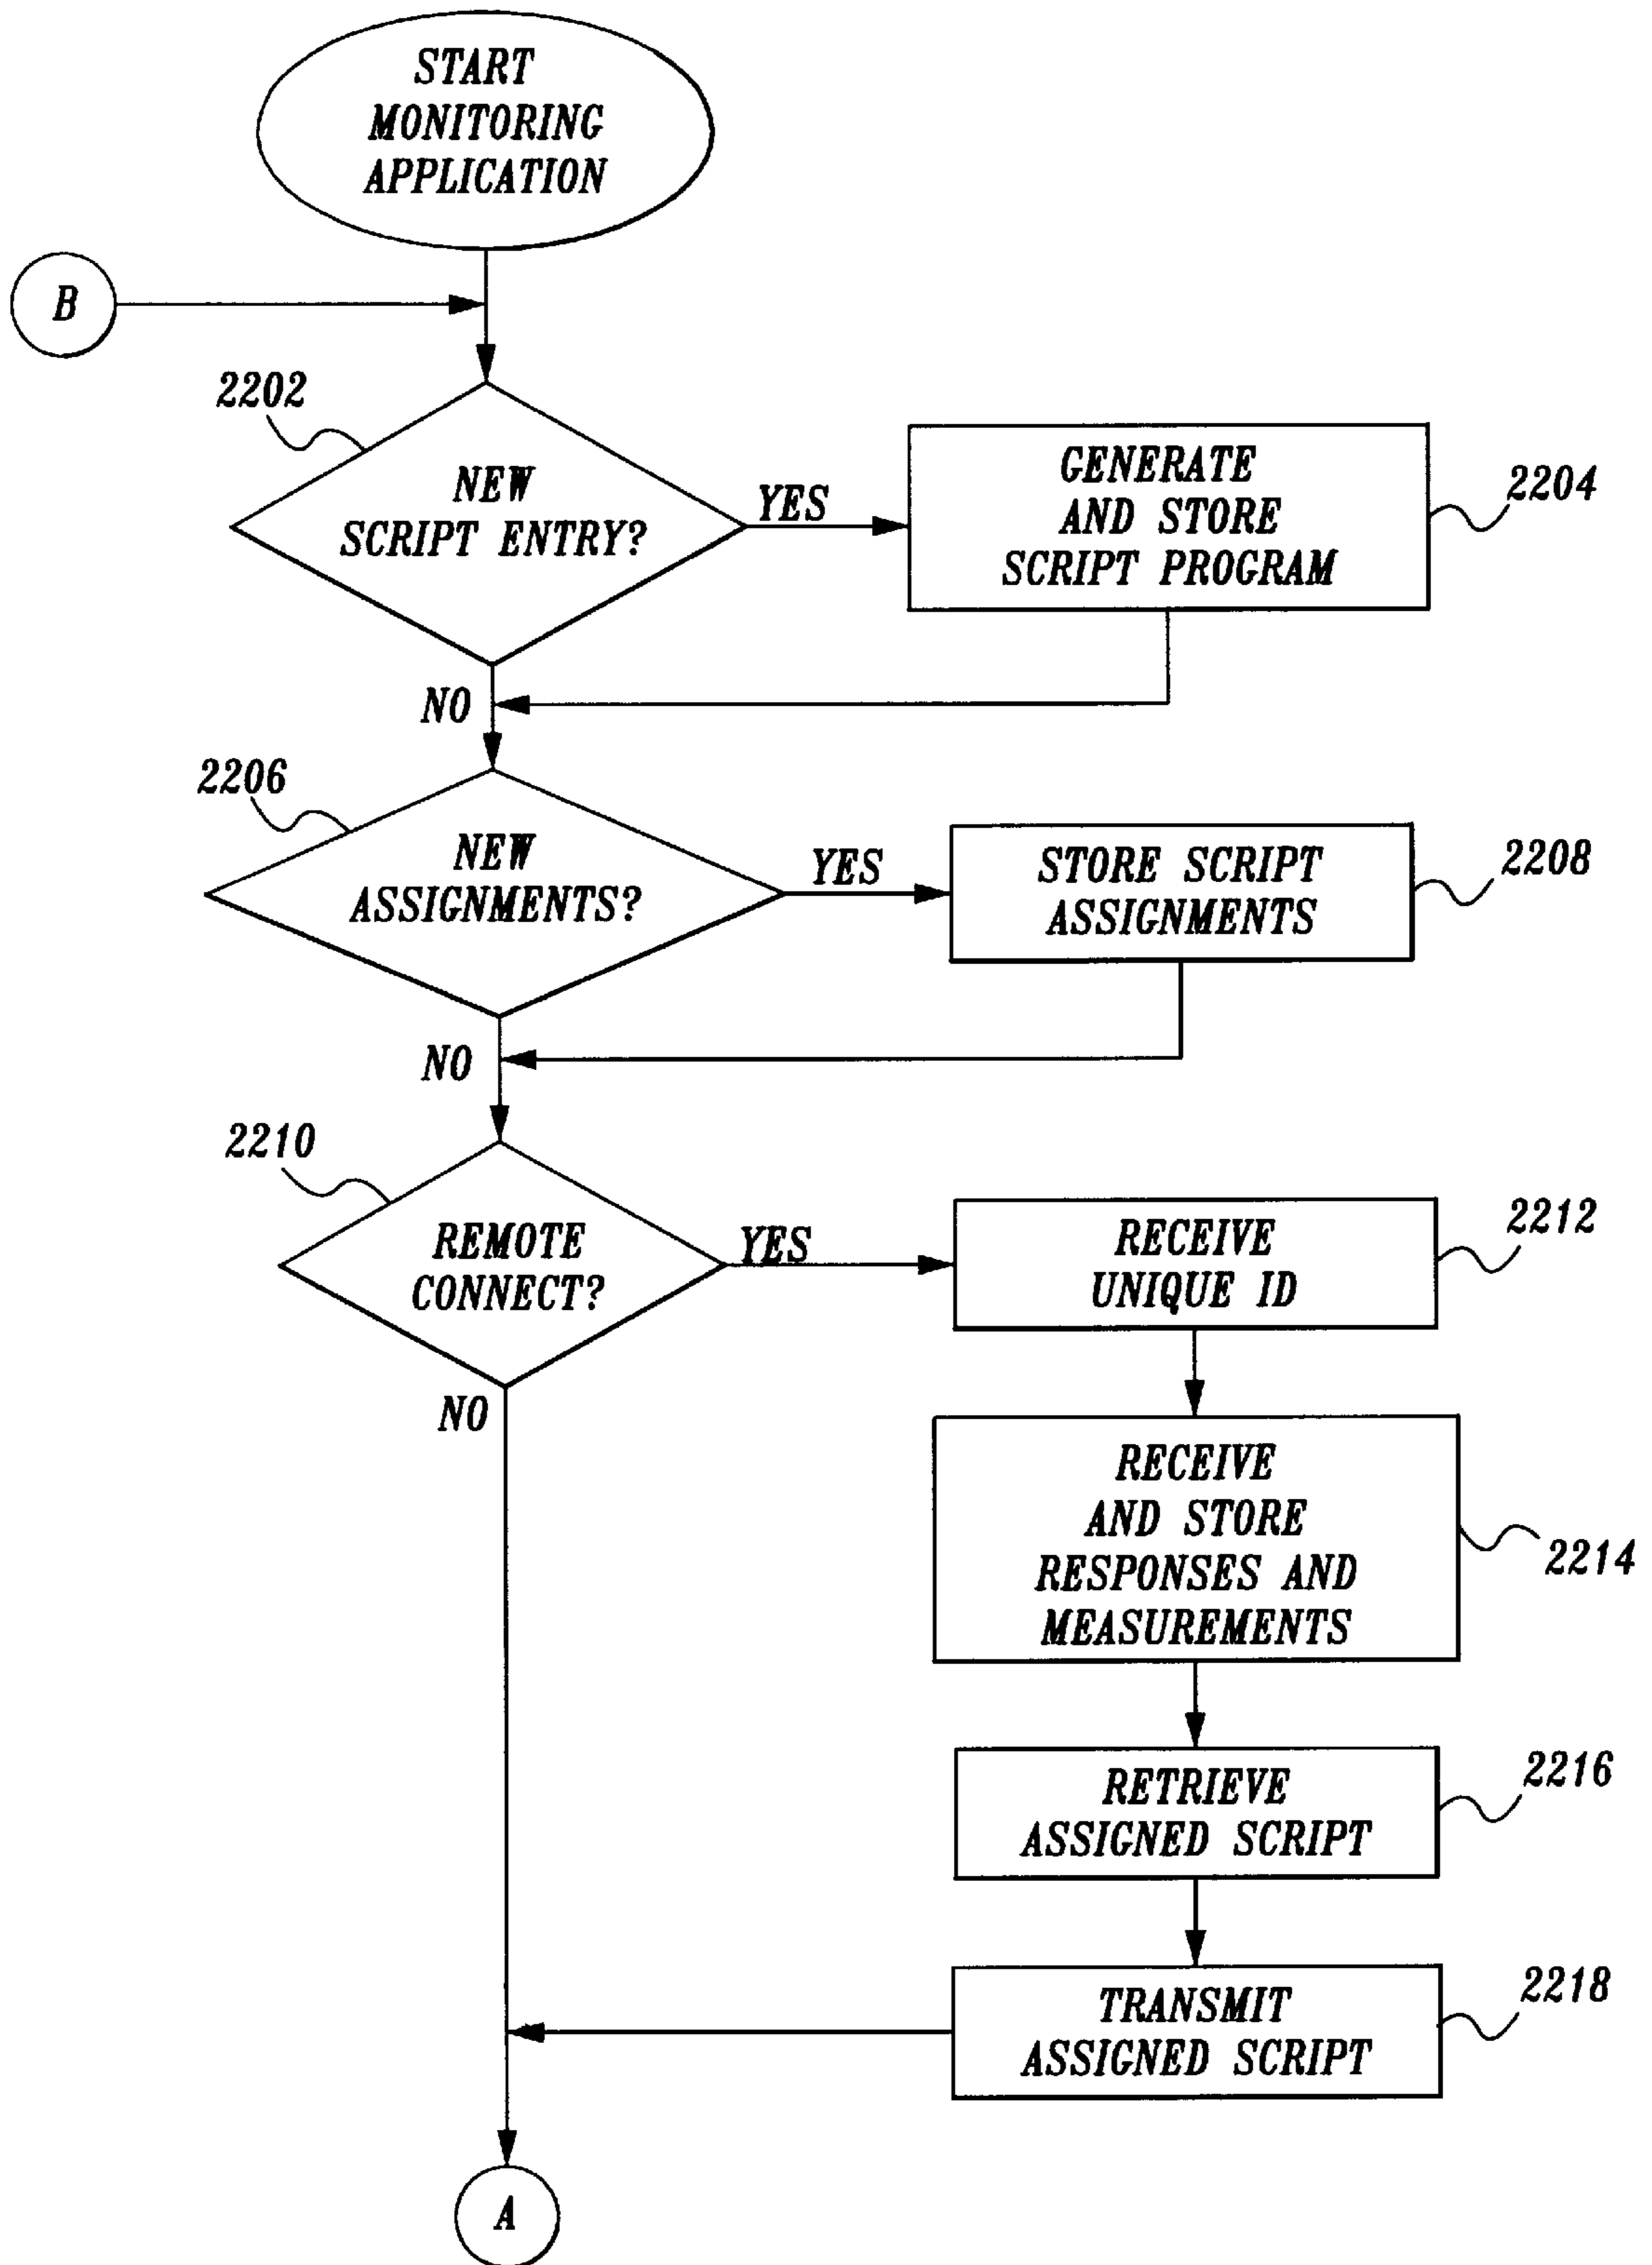 START
MONITORING
APPLICATION
B
2202
NEW
SCRIPT ENTRY?
YES
GENERATE
AND STORE
SCRIPT PROGRAM
2204
NO
2206
NEW
ASSIGNMENTS?
YES
STORE SCRIPT
ASSIGNMENTS
2208
NO
2210
REMOTE
CONNECT?
YES
RECEIVE
UNIQUE ID
2212
NO
RECEIVE
AND STORE
RESPONSES AND
MEASUREMENTS
2214
RETRIEVE
ASSIGNED SCRIPT
2216
TRANSMIT
ASSIGNED SCRIPT
2218
A